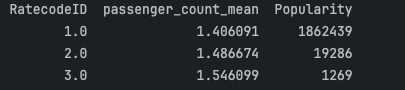 RatecodeID passenger_count_mean Popularity
1.0 1.406091 1862439
2.0 1.486674 19286
3.0 1.546099 1269